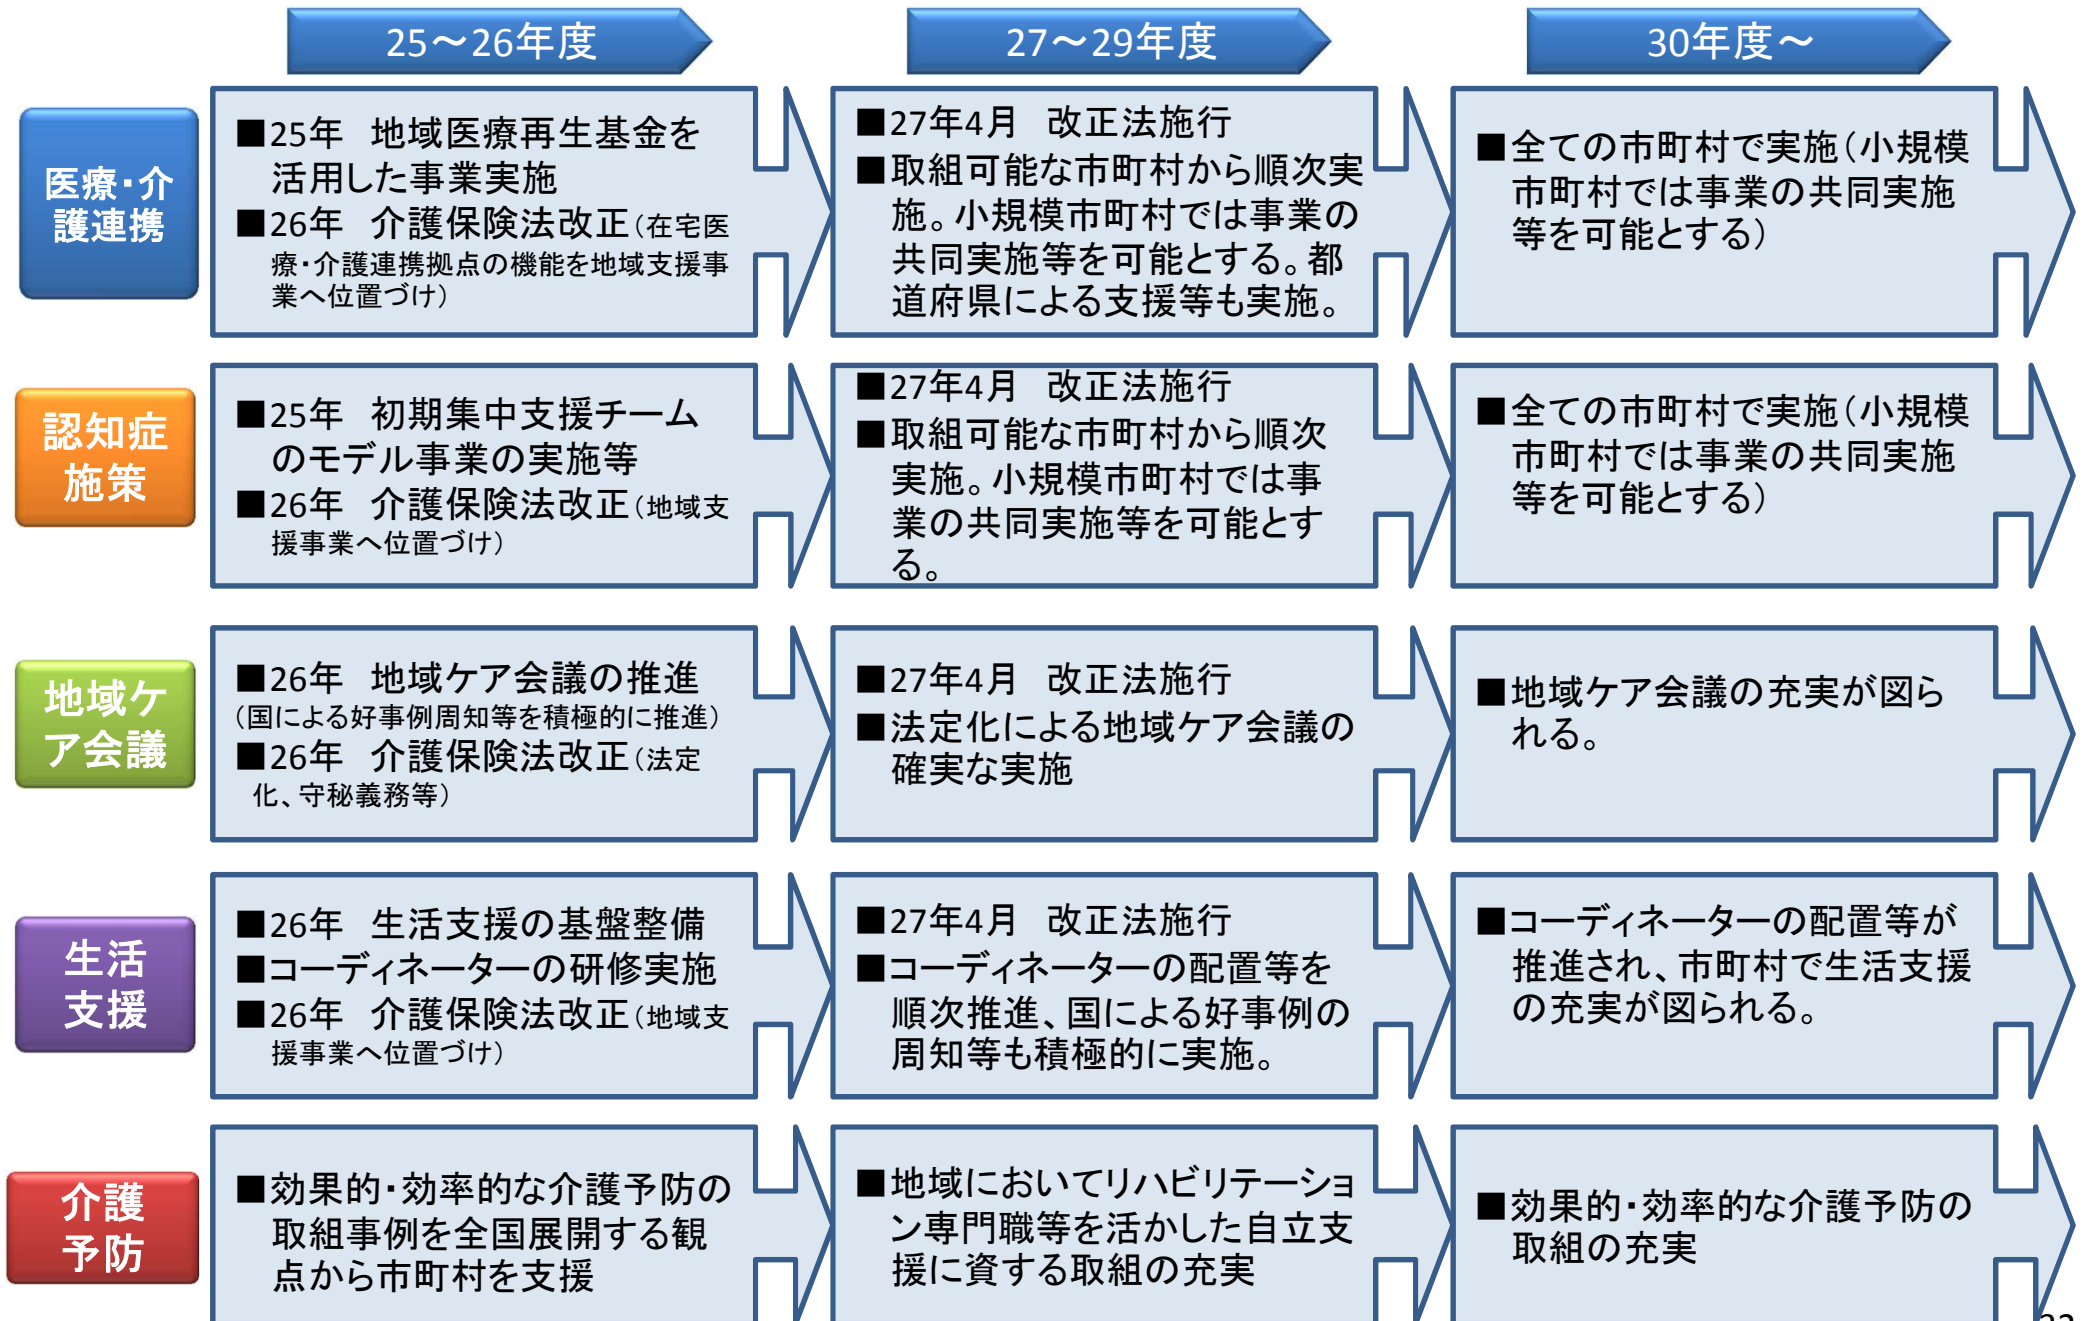 25～26年度
27～29年度
30年度～
医療・介
護連携
■25年　地域医療再生基金を
活用した事業実施
■26年　介護保険法改正（在宅医
療・介護連携拠点の機能を地域支援事
業へ位置づけ）
■27年4月　改正法施行
■取組可能な市町村から順次実
施。小規模市町村では事業の
共同実施等を可能とする。都
道府県による支援等も実施。
■全ての市町村で実施（小規模
市町村では事業の共同実施
等を可能とする）
認知症
施策
■25年　初期集中支援チーム
のモデル事業の実施等
■26年　介護保険法改正（地域支
援事業へ位置づけ）
■27年4月　改正法施行
■取組可能な市町村から順次
実施。小規模市町村では事
業の共同実施等を可能とす
る。
■全ての市町村で実施（小規模
市町村では事業の共同実施
等を可能とする）
地域ケ
ア会議
■26年　地域ケア会議の推進
（国による好事例周知等を積極的に推進）
■26年　介護保険法改正（法定
化、守秘義務等）
■27年4月　改正法施行
■法定化による地域ケア会議の
確実な実施
■地域ケア会議の充実が図ら
れる。
生活
支援
■26年　生活支援の基盤整備
■コーディネーターの研修実施
■26年　介護保険法改正（地域支
援事業へ位置づけ）
■27年4月　改正法施行
■コーディネーターの配置等を
順次推進、国による好事例の
周知等も積極的に実施。
■コーディネーターの配置等が
推進され、市町村で生活支援
の充実が図られる。
介護
予防
■効果的・効率的な介護予防の
取組事例を全国展開する観
点から市町村を支援
■地域においてリハビリテーショ
ン専門職等を活かした自立支
援に資する取組の充実
■効果的・効率的な介護予防の
取組の充実